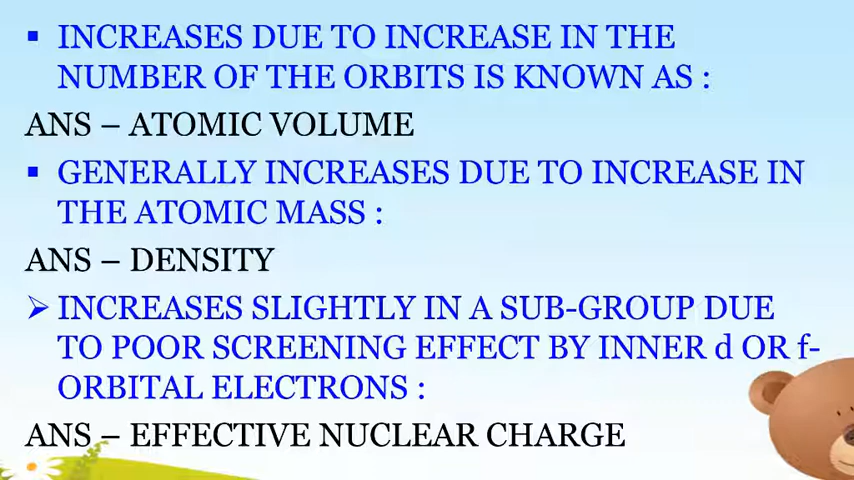 ▪ INCREASES DUE TO INCREASE IN THE
NUMBER OF THE ORBITS IS KNOWN AS :
ANS – ATOMIC VOLUME
▪ GENERALLY INCREASES DUE TO INCREASE IN
THE ATOMIC MASS :
ANS – DENSITY
➢ INCREASES SLIGHTLY IN A SUB-GROUP DUE
TO POOR SCREENING EFFECT BY INNER d OR f-
ORBITAL ELECTRONS :
ANS – EFFECTIVE NUCLEAR CHARGE